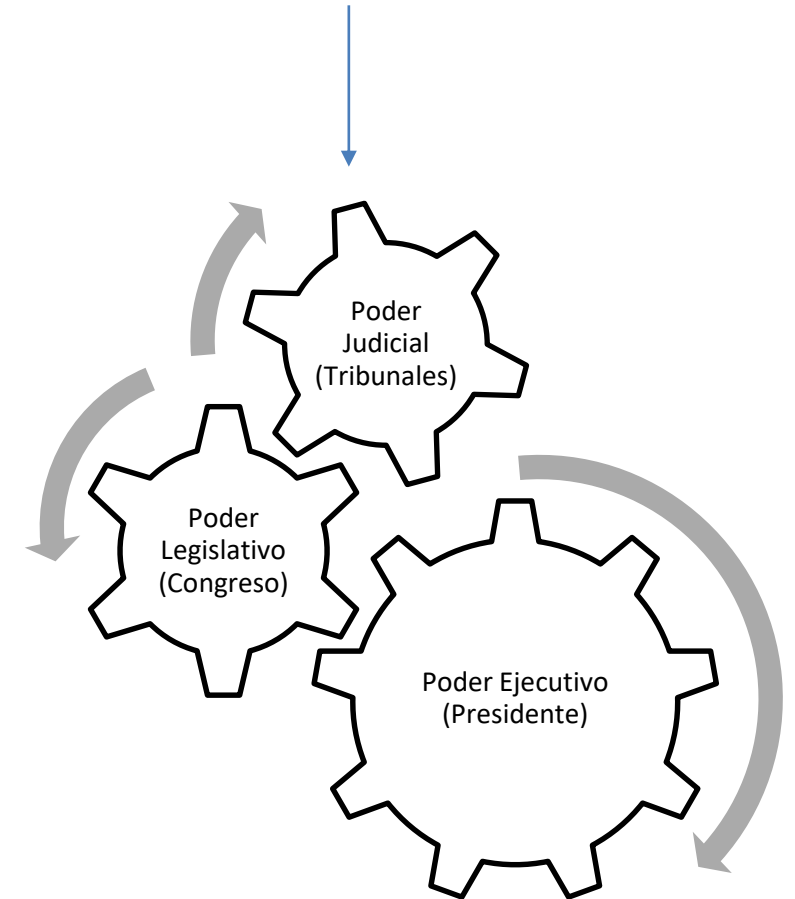 Poder
Judicial
(Tribunales)
Poder
Legislativo
(Congreso)
Poder Ejecutivo
(Presidente)